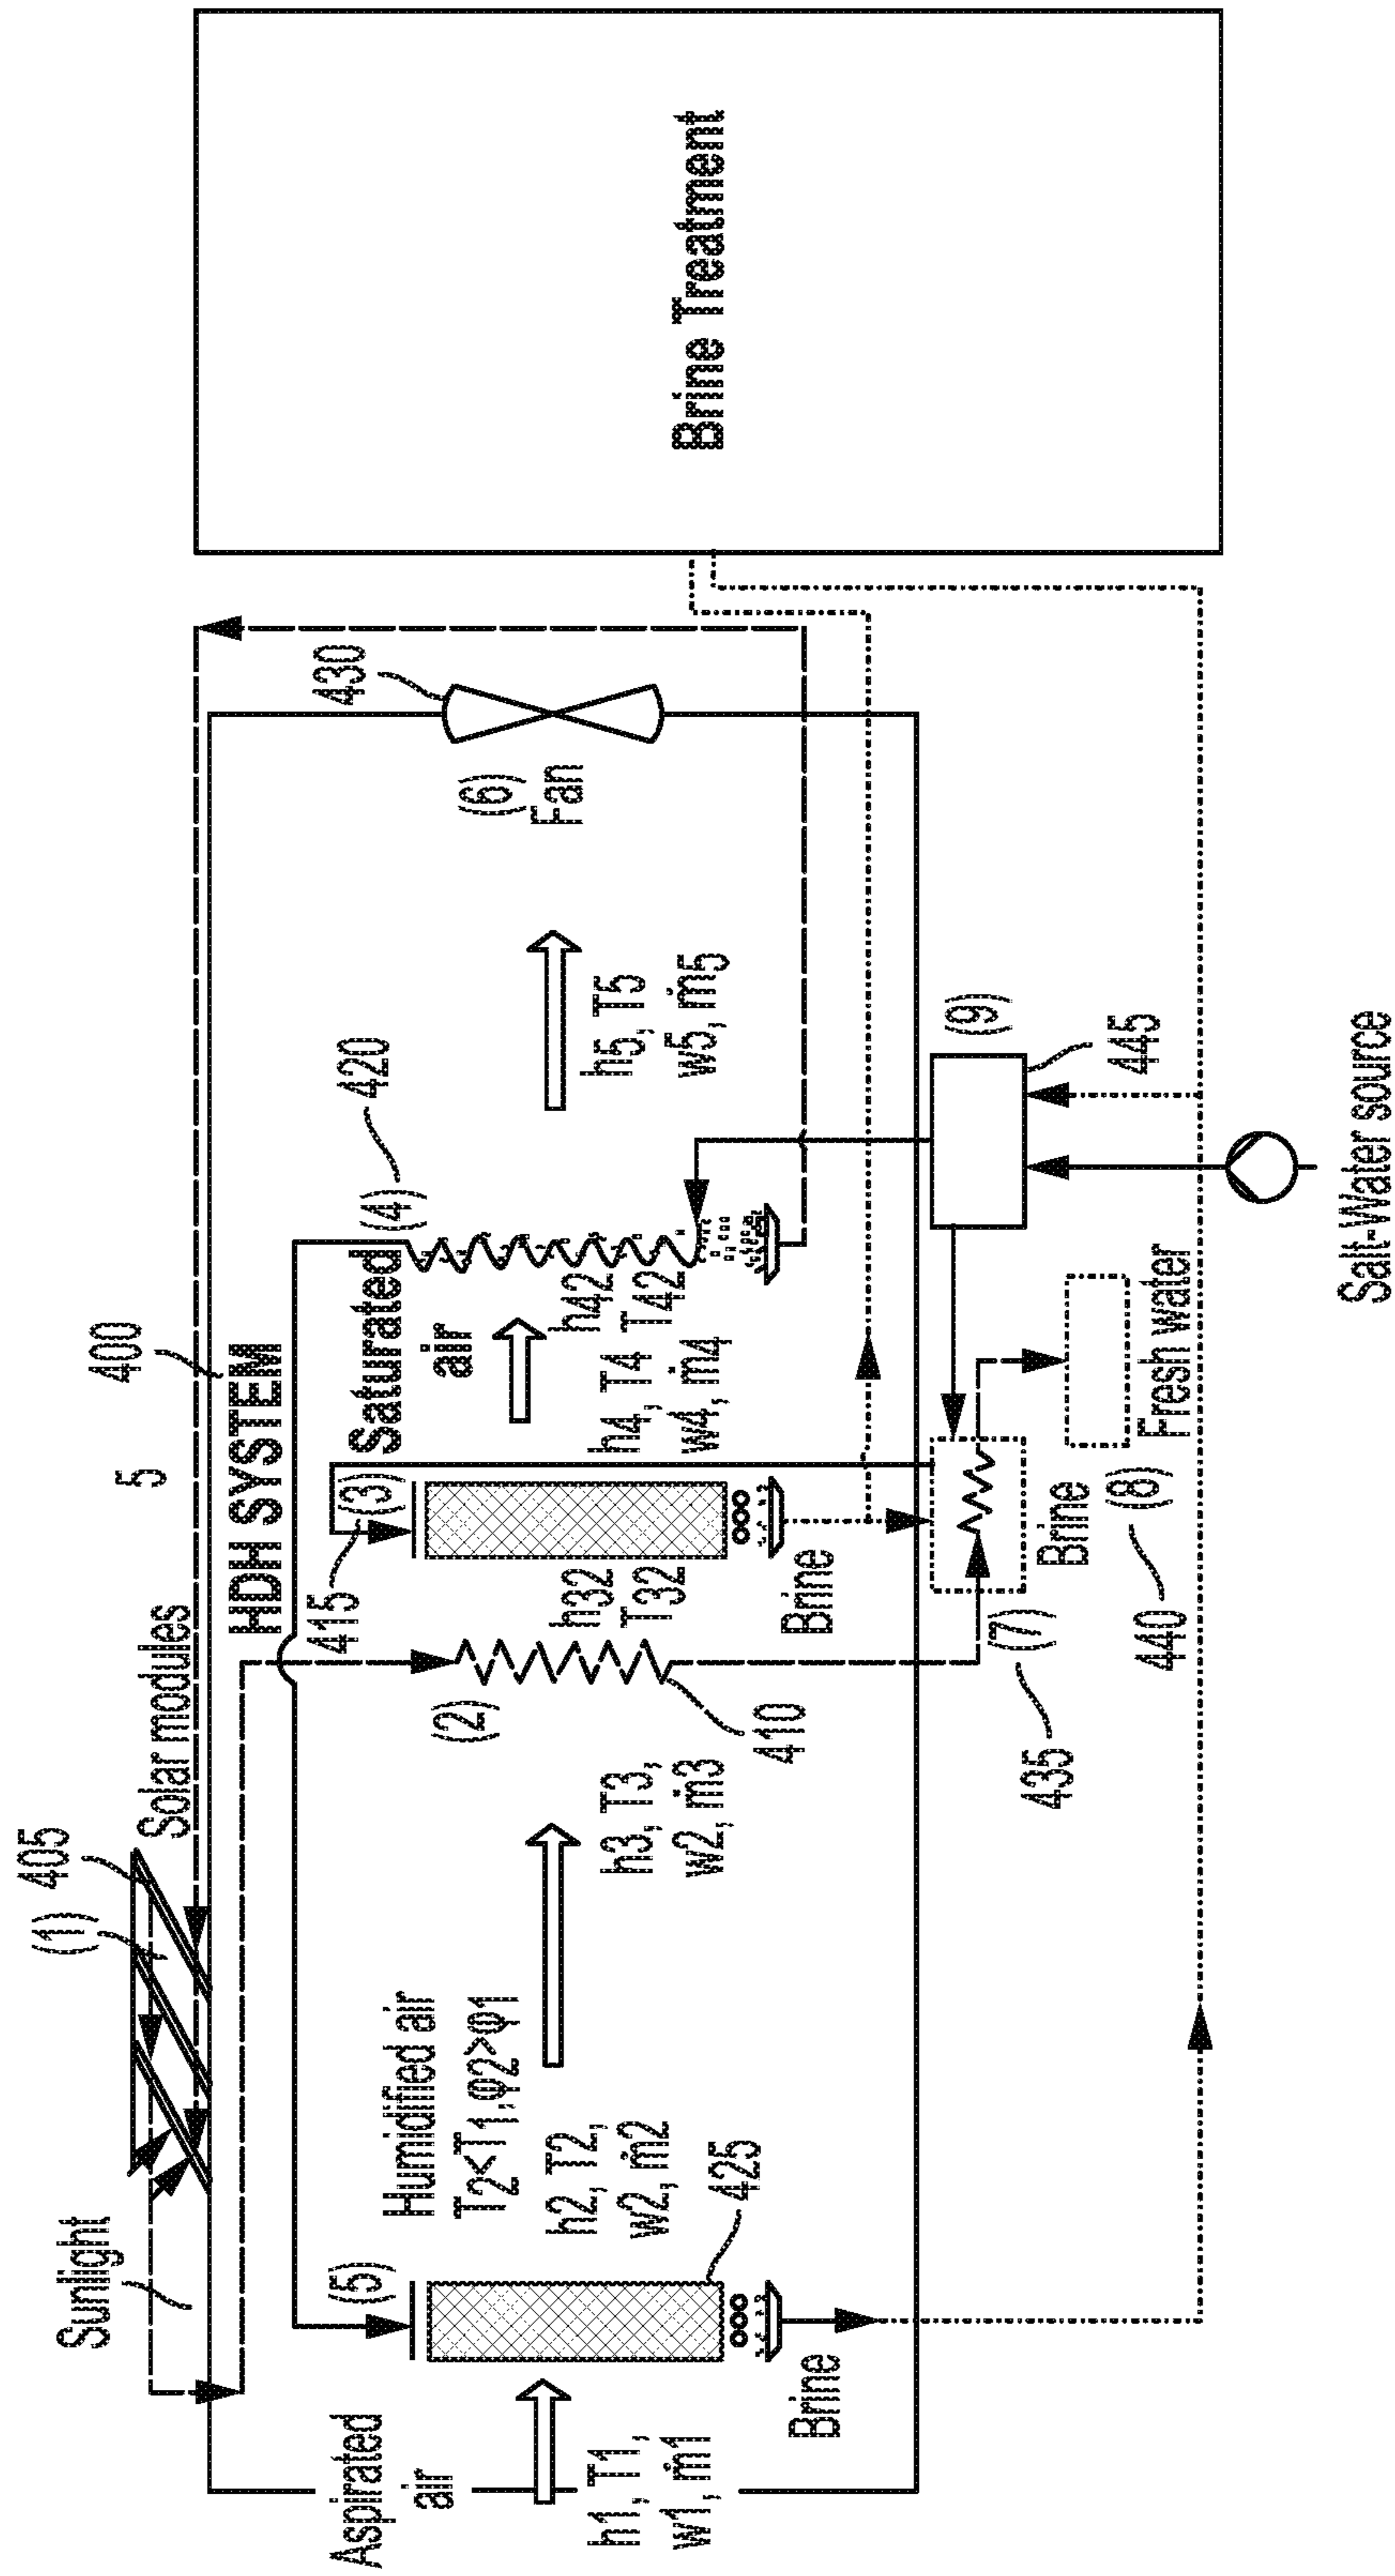 400
5
HDH SYSTEM
Solar modules
405
(1)
Sunlight
Aspirated
air
h1, T1,
w1, ṁ1
(5)
425
Brine
Humidified air
T2<T1,φ2>φ1
h2, T2,
w2, ṁ2
h3, T3,
w2, ṁ3
(2)
410
415
(3)
h32
T32
Brine
Saturated
air
h42
h4, T4 T42
w4, ṁ4
(4)
420
h5, T5
w5, ṁ5
(6)
Fan
430
Brine Treatment
(7)
435
Brine
(8)
440
Fresh water
(9)
445
Salt-Water source